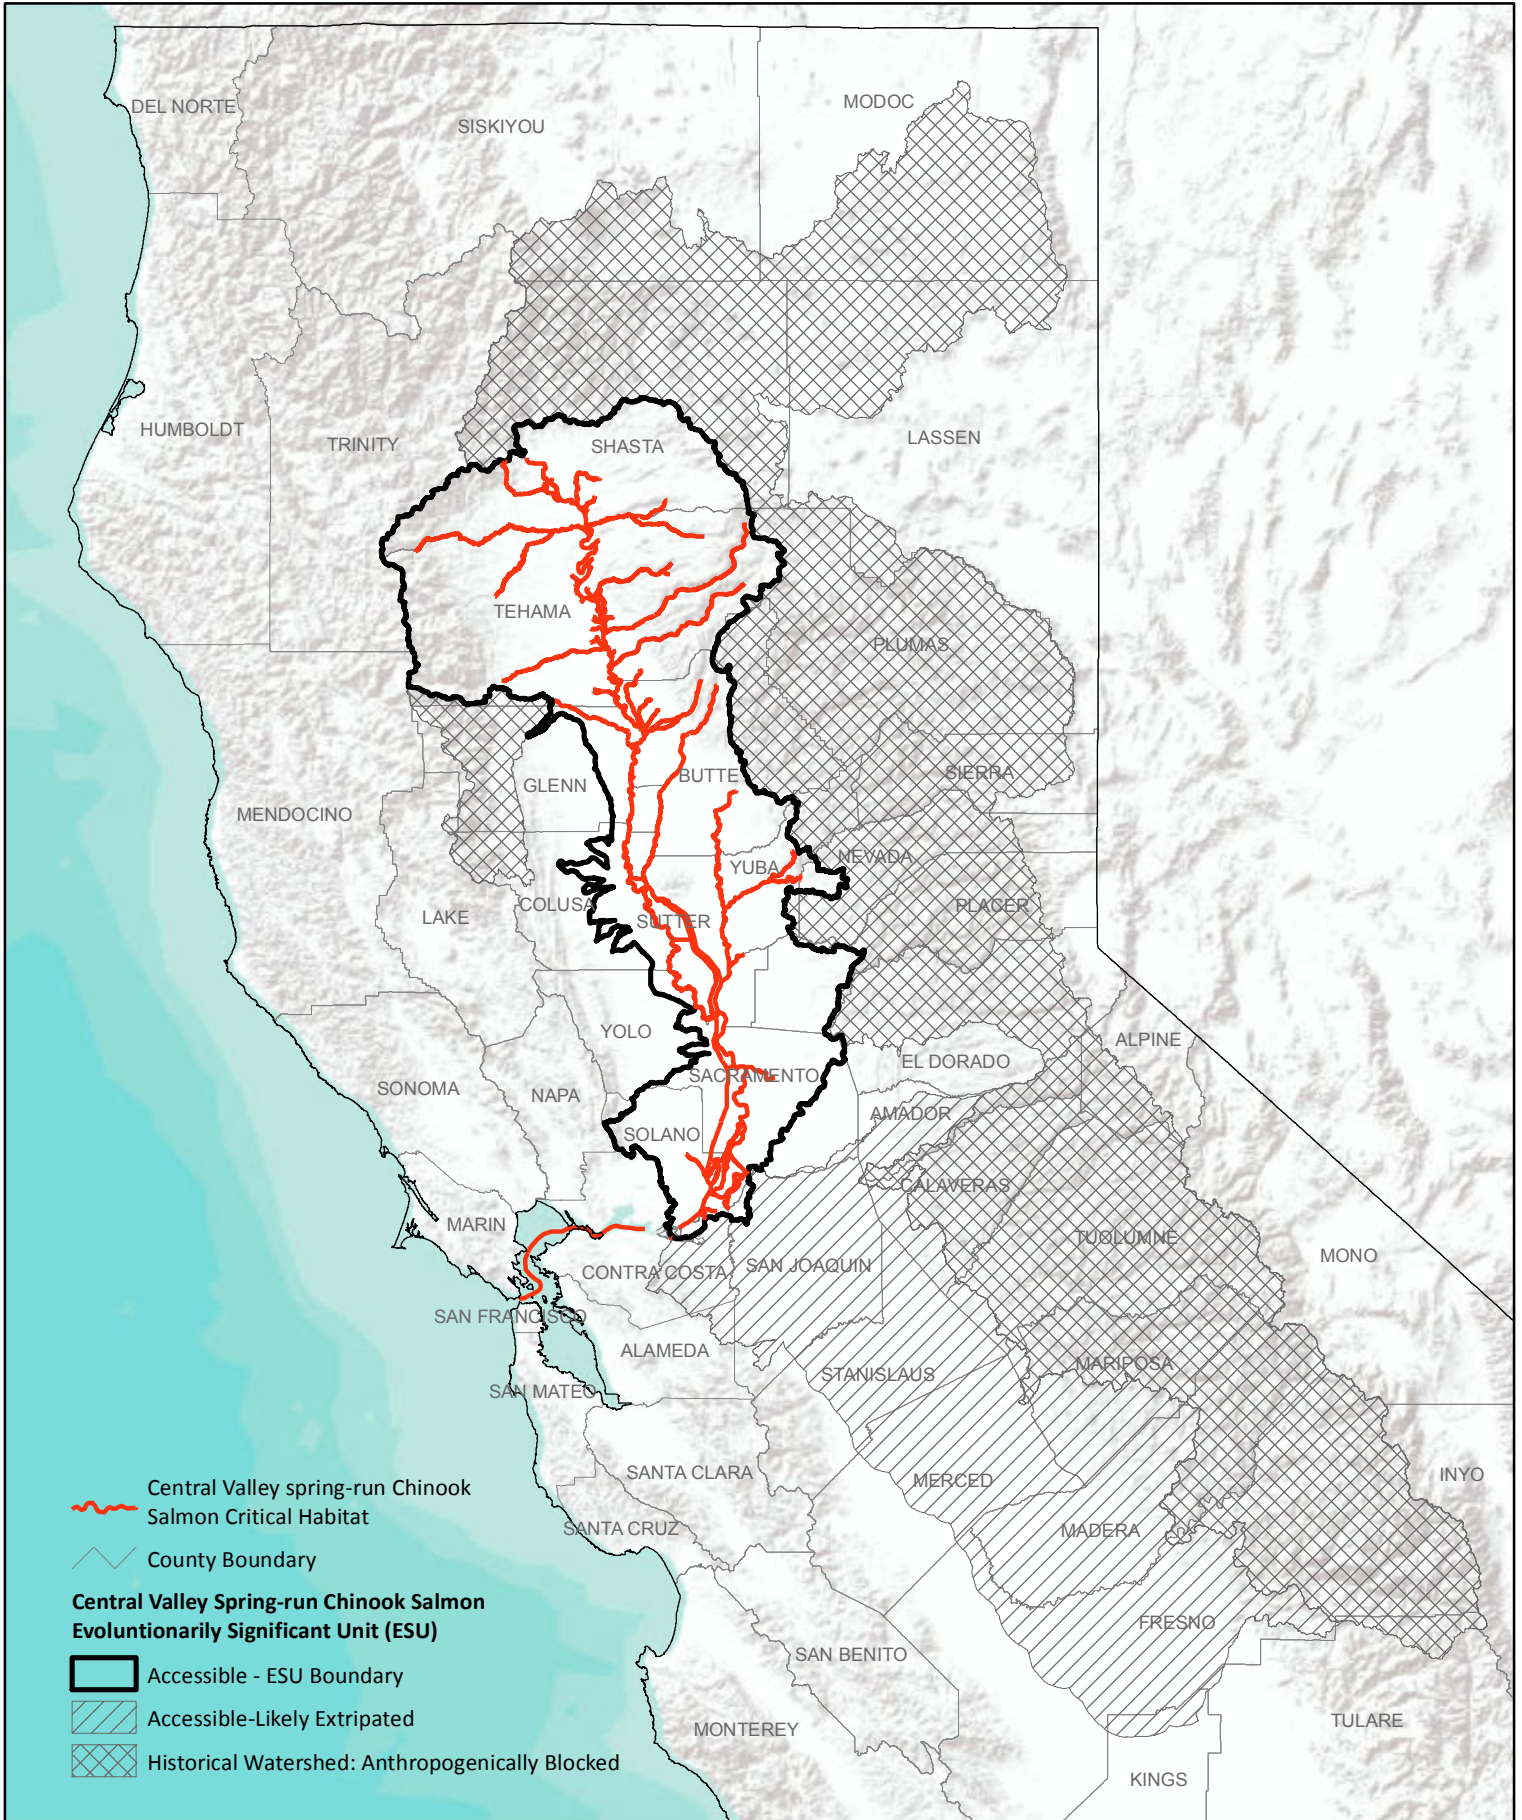 DEL NORTE
SISKIYOU
MODOC
HUMBOLDT
TRINITY
SHASTA
LASSEN
TEHAMA
PLUMAS
GLENN
BUTTE
SIERRA
MENDOCINO
YUBA
NEVADA
LAKE
COLUSA
SUTTER
PLACER
YOLO
ALPINE
EL DORADO
SONOMA
NAPA
SACRAMENTO
AMADOR
SOLANO
CALAVERAS
MARIN
TUOLUMNE
MONO
CONTRA COSTA
SAN JOAQUIN
SAN FRANCISCO
ALAMEDA
MARIPOSA
STANISLAUS
SAN MATEO
SANTA CLARA
MERCED
INYO
SANTA CRUZ
MADERA
FRESNO
SAN BENITO
MONTEREY
TULARE
KINGS
Central Valley spring-run Chinook
Salmon Critical Habitat
County Boundary
Central Valley Spring-run Chinook Salmon
Evoluntionarily Significant Unit (ESU)
Accessible - ESU Boundary
Accessible-Likely Extripated
Historical Watershed: Anthropogenically Blocked